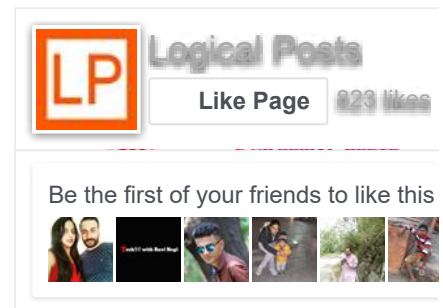 LP
Logical Posts
Like Page
823 likes
Be the first of your friends to like this